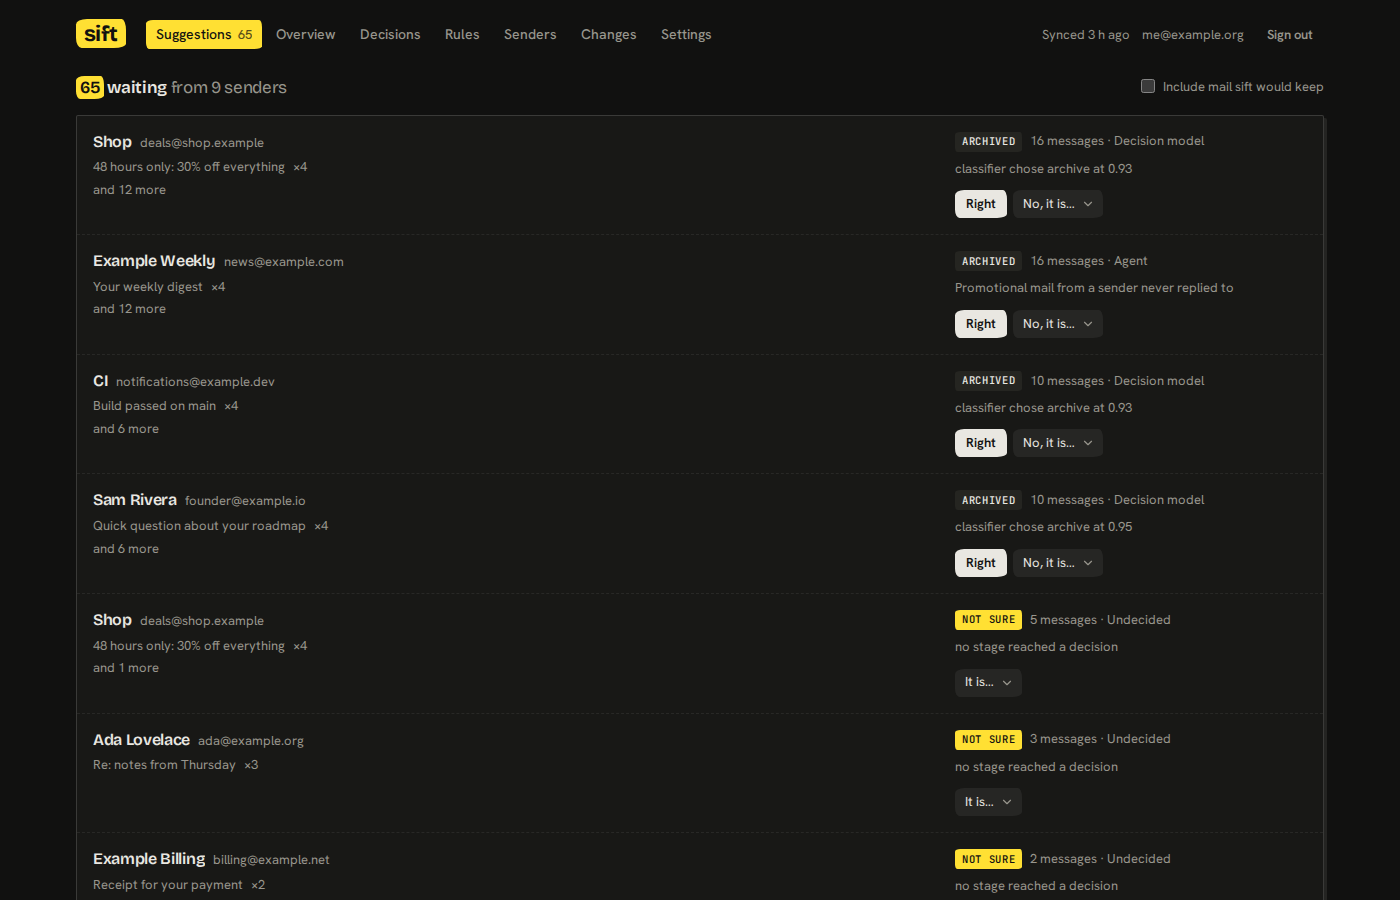 sift Suggestions 65 Overview Decisions Rules Senders Changes Settings Synced 3 h ago me@example.org Sign out
65 waiting from 9 senders Include mail sift would keep
Shop deals@shop.example ARCHIVED 16 messages · Decision model
48 hours only: 30% off everything ×4 classifier chose archive at 0.93
and 12 more
Right No, it is...
Example Weekly news@example.com ARCHIVED 16 messages · Agent
Your weekly digest ×4 Promotional mail from a sender never replied to
and 12 more
Right No, it is...
CI notifications@example.dev ARCHIVED 10 messages · Decision model
Build passed on main ×4 classifier chose archive at 0.93
and 6 more
Right No, it is...
Sam Rivera founder@example.io ARCHIVED 10 messages · Decision model
Quick question about your roadmap ×4 classifier chose archive at 0.95
and 6 more
Right No, it is...
Shop deals@shop.example NOT SURE 5 messages · Undecided
48 hours only: 30% off everything ×4 no stage reached a decision
and 1 more
It is...
Ada Lovelace ada@example.org NOT SURE 3 messages · Undecided
Re: notes from Thursday ×3 no stage reached a decision
It is...
Example Billing billing@example.net NOT SURE 2 messages · Undecided
Receipt for your payment ×2 no stage reached a decision